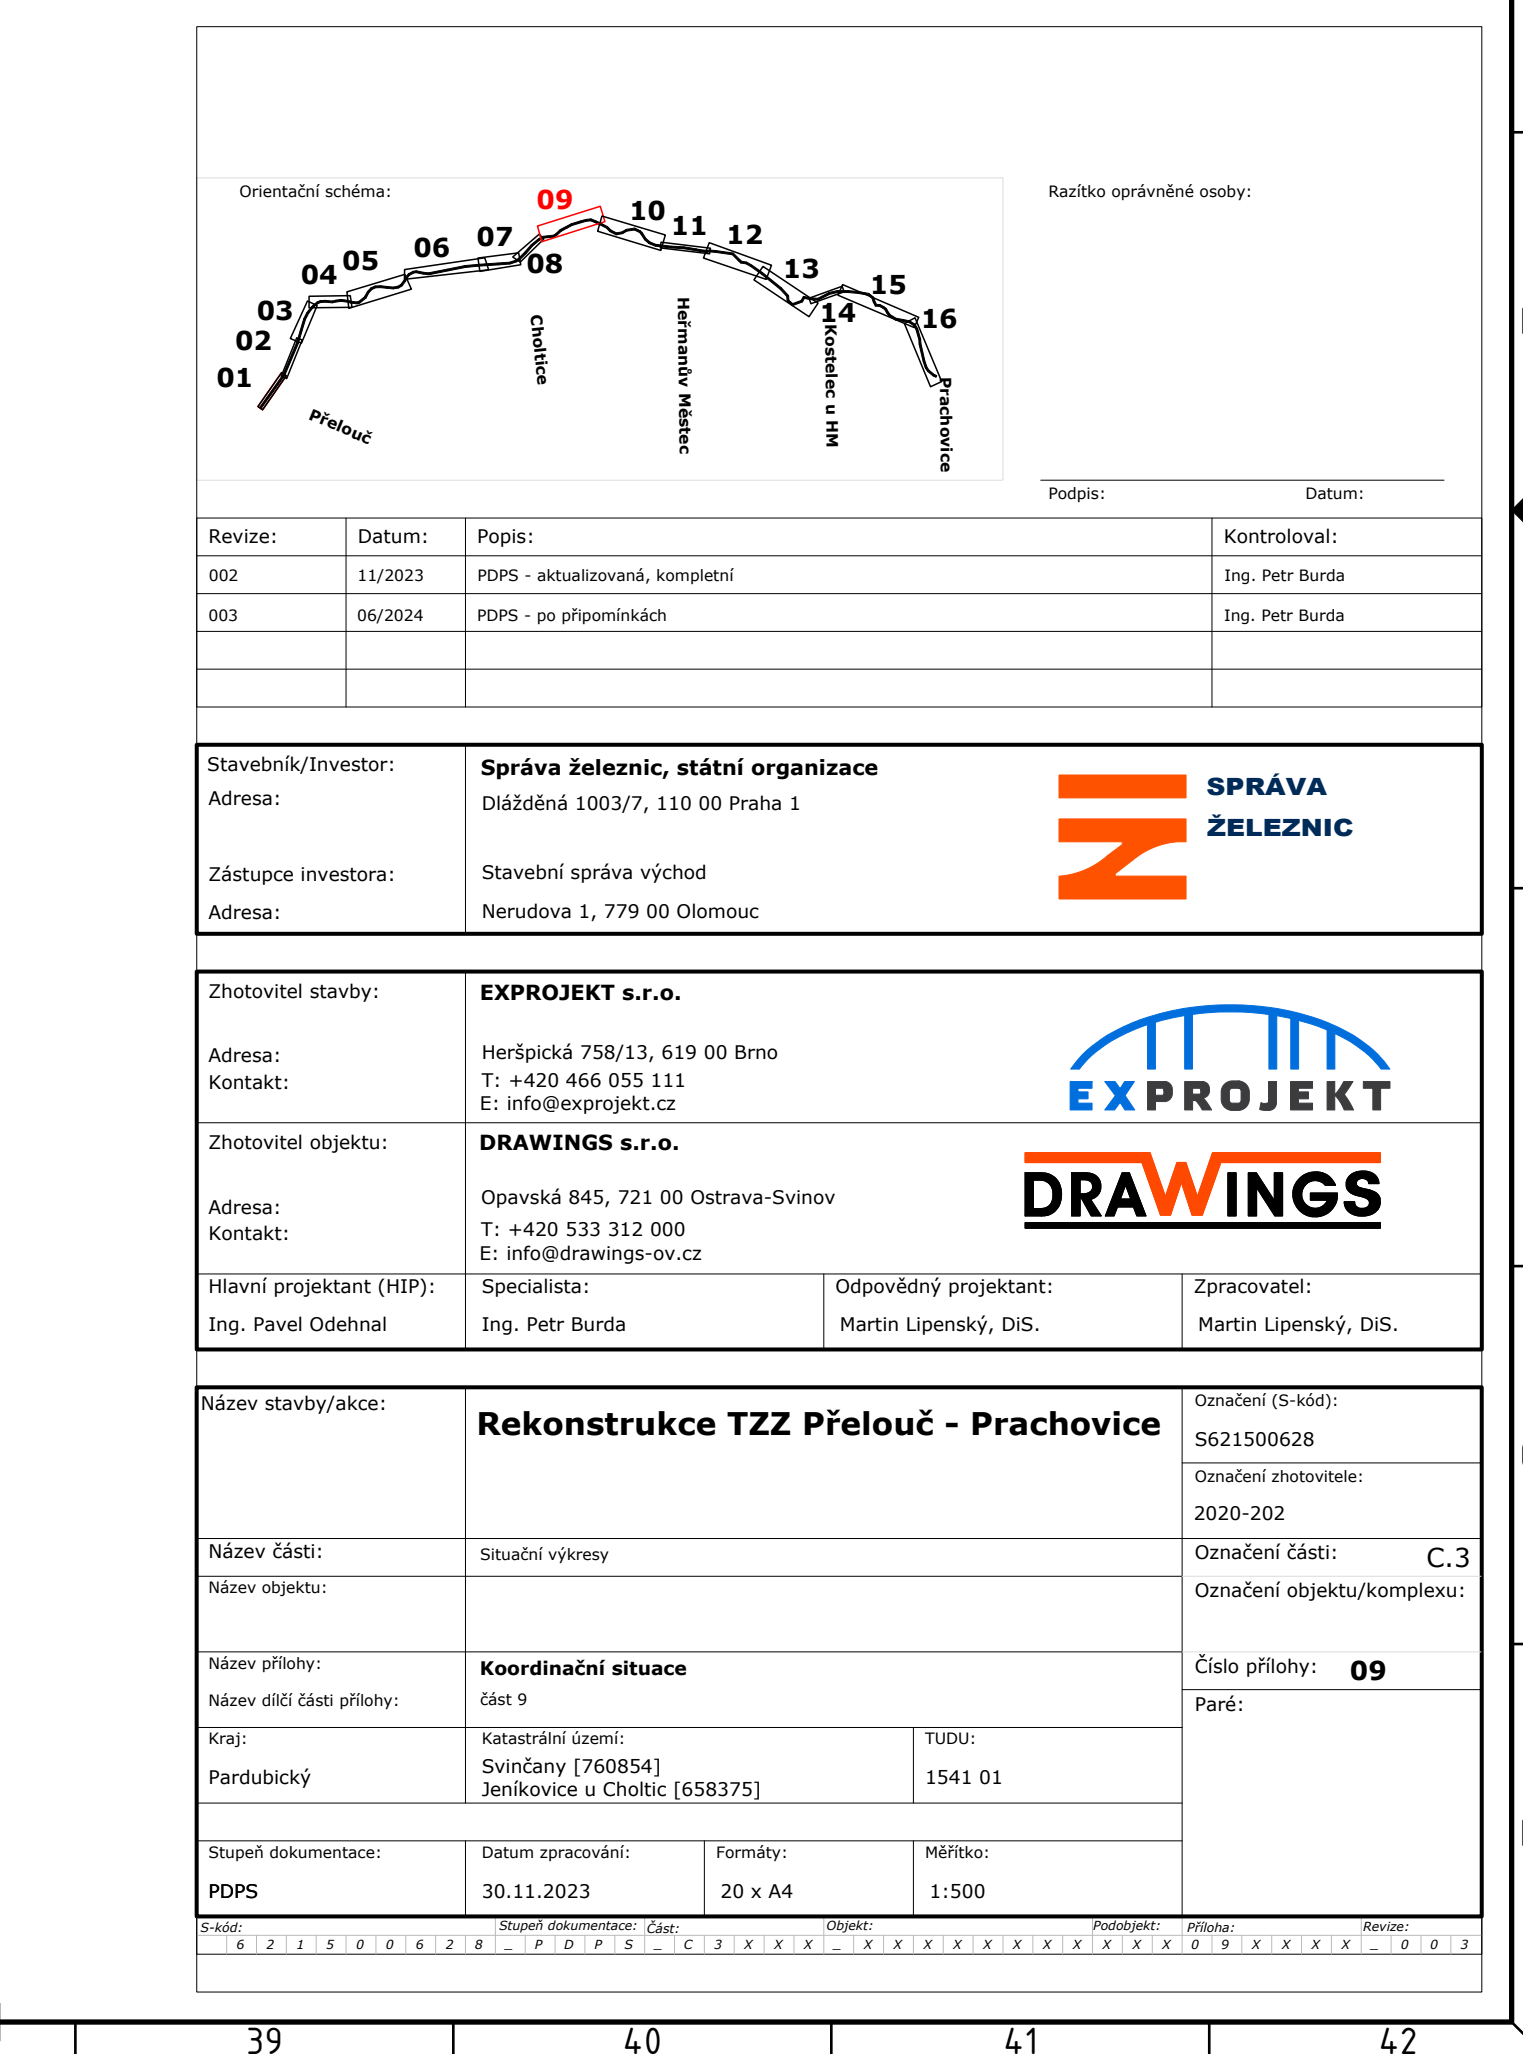 Orientační schéma:
Razítko oprávněné osoby:
01
02
03
04
05
06
07
08
09
10
11
12
13
14
15
16
Přelouč
Choltice
Heřmanův Městec
Kostelec u HM
Prachovice
Podpis: Datum:
Revize: Datum: Popis: Kontroloval:
002 11/2023 PDPS - aktualizovaná, kompletní Ing. Petr Burda
003 06/2024 PDPS - po připomínkách Ing. Petr Burda
Stavebník/Investor: Správa železnic, státní organizace
Adresa: Dlážděná 1003/7, 110 00 Praha 1
SPRÁVA
ŽELEZNIC
Zástupce investora: Stavební správa východ
Adresa: Nerudova 1, 779 00 Olomouc
Zhotovitel stavby: EXPROJEKT s.r.o.
Adresa: Heršpická 758/13, 619 00 Brno
Kontakt: T: +420 466 055 111
E: info@exprojekt.cz
EXPROJEKT
Zhotovitel objektu: DRAWINGS s.r.o.
Adresa: Opavská 845, 721 00 Ostrava-Svinov
Kontakt: T: +420 533 312 000
E: info@drawings-ov.cz
DRAWINGS
Hlavní projektant (HIP): Specialista: Odpovědný projektant: Zpracovatel:
Ing. Pavel Odehnal Ing. Petr Burda Martin Lipenský, DiS. Martin Lipenský, DiS.
Název stavby/akce: Rekonstrukce TZZ Přelouč - Prachovice
Označení (S-kód):
S621500628
Označení zhotovitele:
2020-202
Název části: Situační výkresy Označení části: C.3
Název objektu: Označení objektu/komplexu:
Název přílohy: Koordinační situace Číslo přílohy: 09
Název dílčí části přílohy: část 9 Paré:
Kraj: Katastrální území: TUDU:
Pardubický Svinčany [760854] 1541 01
Jeníkovice u Choltic [658375]
Stupeň dokumentace: Datum zpracování: Formáty: Měřítko:
PDPS 30.11.2023 20 x A4 1:500
S-kód: Stupeň dokumentace: Část: Objekt: Podobjekt: Příloha: Revize:
6 2 1 5 0 0 6 2 8 _ P D P S _ C 3 X X X _ X X X X X X X X X X X 0 9 X X X X _ 0 0 3
39 40 41 42